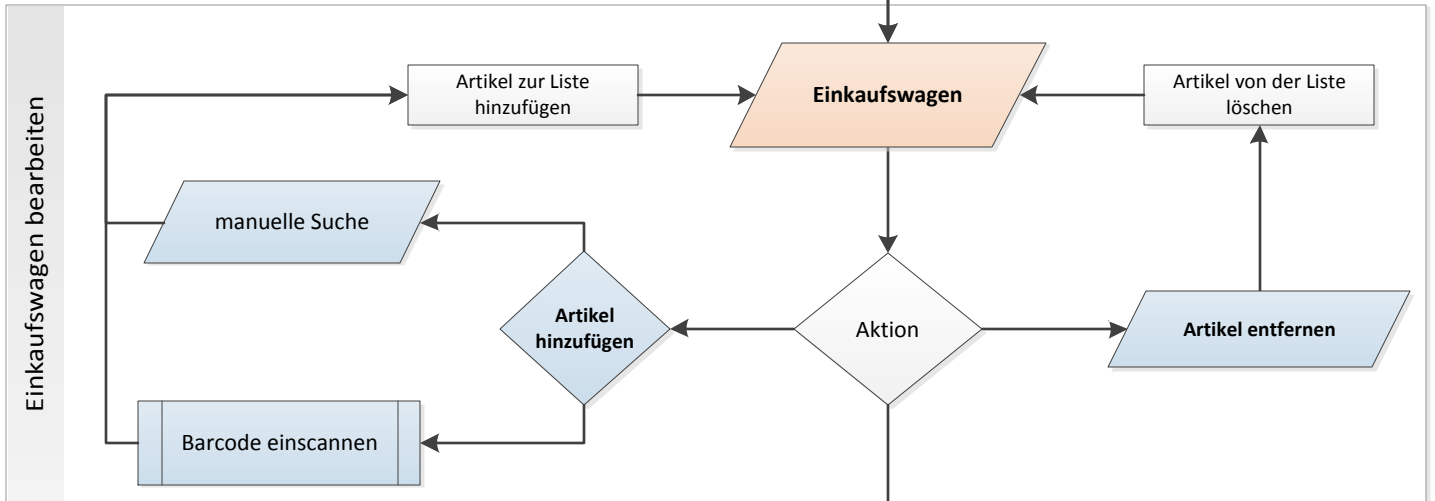 Einkaufswagen bearbeiten
Artikel zur Liste
hinzufügen
Einkaufswagen
Artikel von der Liste
löschen
manuelle Suche
Artikel
hinzufügen
Aktion
Artikel entfernen
Barcode einscannen